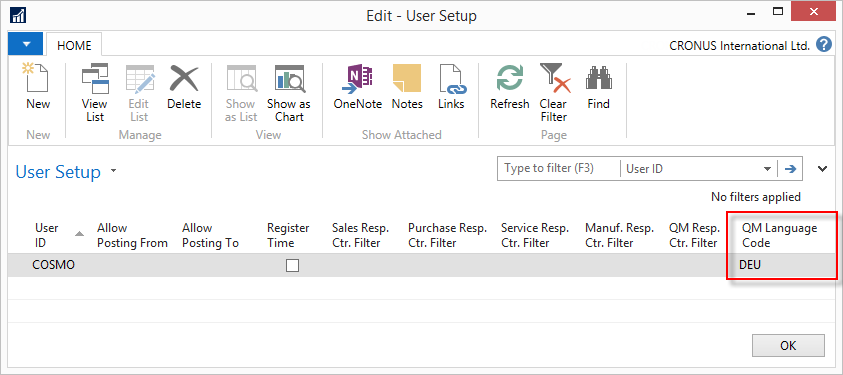 Edit - User Setup
HOME
CRONUS International Ltd.
New
View List
Edit List
Delete
Show as List
Show as Chart
OneNote
Notes
Links
Refresh
Clear Filter
Find
New
Manage
View
Show Attached
Page
User Setup
Type to filter (F3)
User ID
No filters applied
User ID
Allow Posting From
Allow Posting To
Register Time
Sales Resp. Ctr. Filter
Purchase Resp. Ctr. Filter
Service Resp. Ctr. Filter
Manuf. Resp. Ctr. Filter
QM Resp. Ctr. Filter
QM Language Code
COSMO
DEU
OK